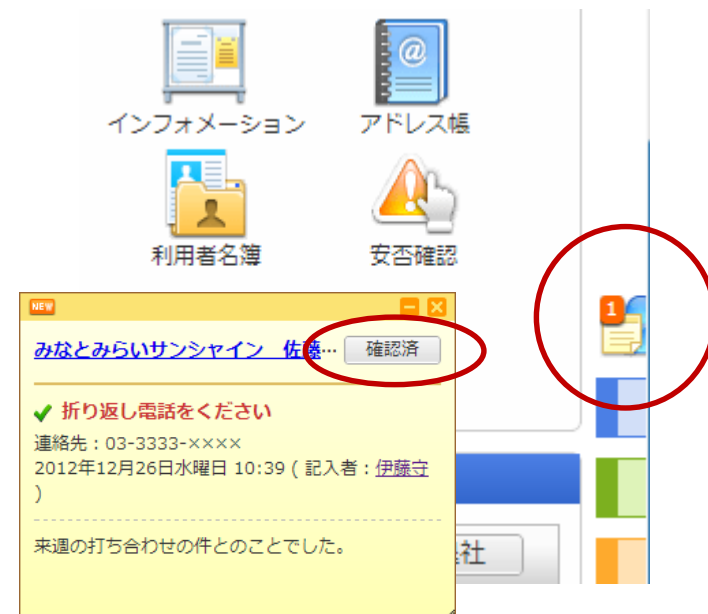 インフォメーション アドレス帳
利用者名簿 安否確認
1
NEW
みなとみらいサンシャイン 佐藤… 確認済
折り返し電話をください
連絡先：03-3333-××××
2012年12月26日水曜日 10:39 ( 記入者：伊藤守
)
来週の打ち合わせの件とのことでした。
社